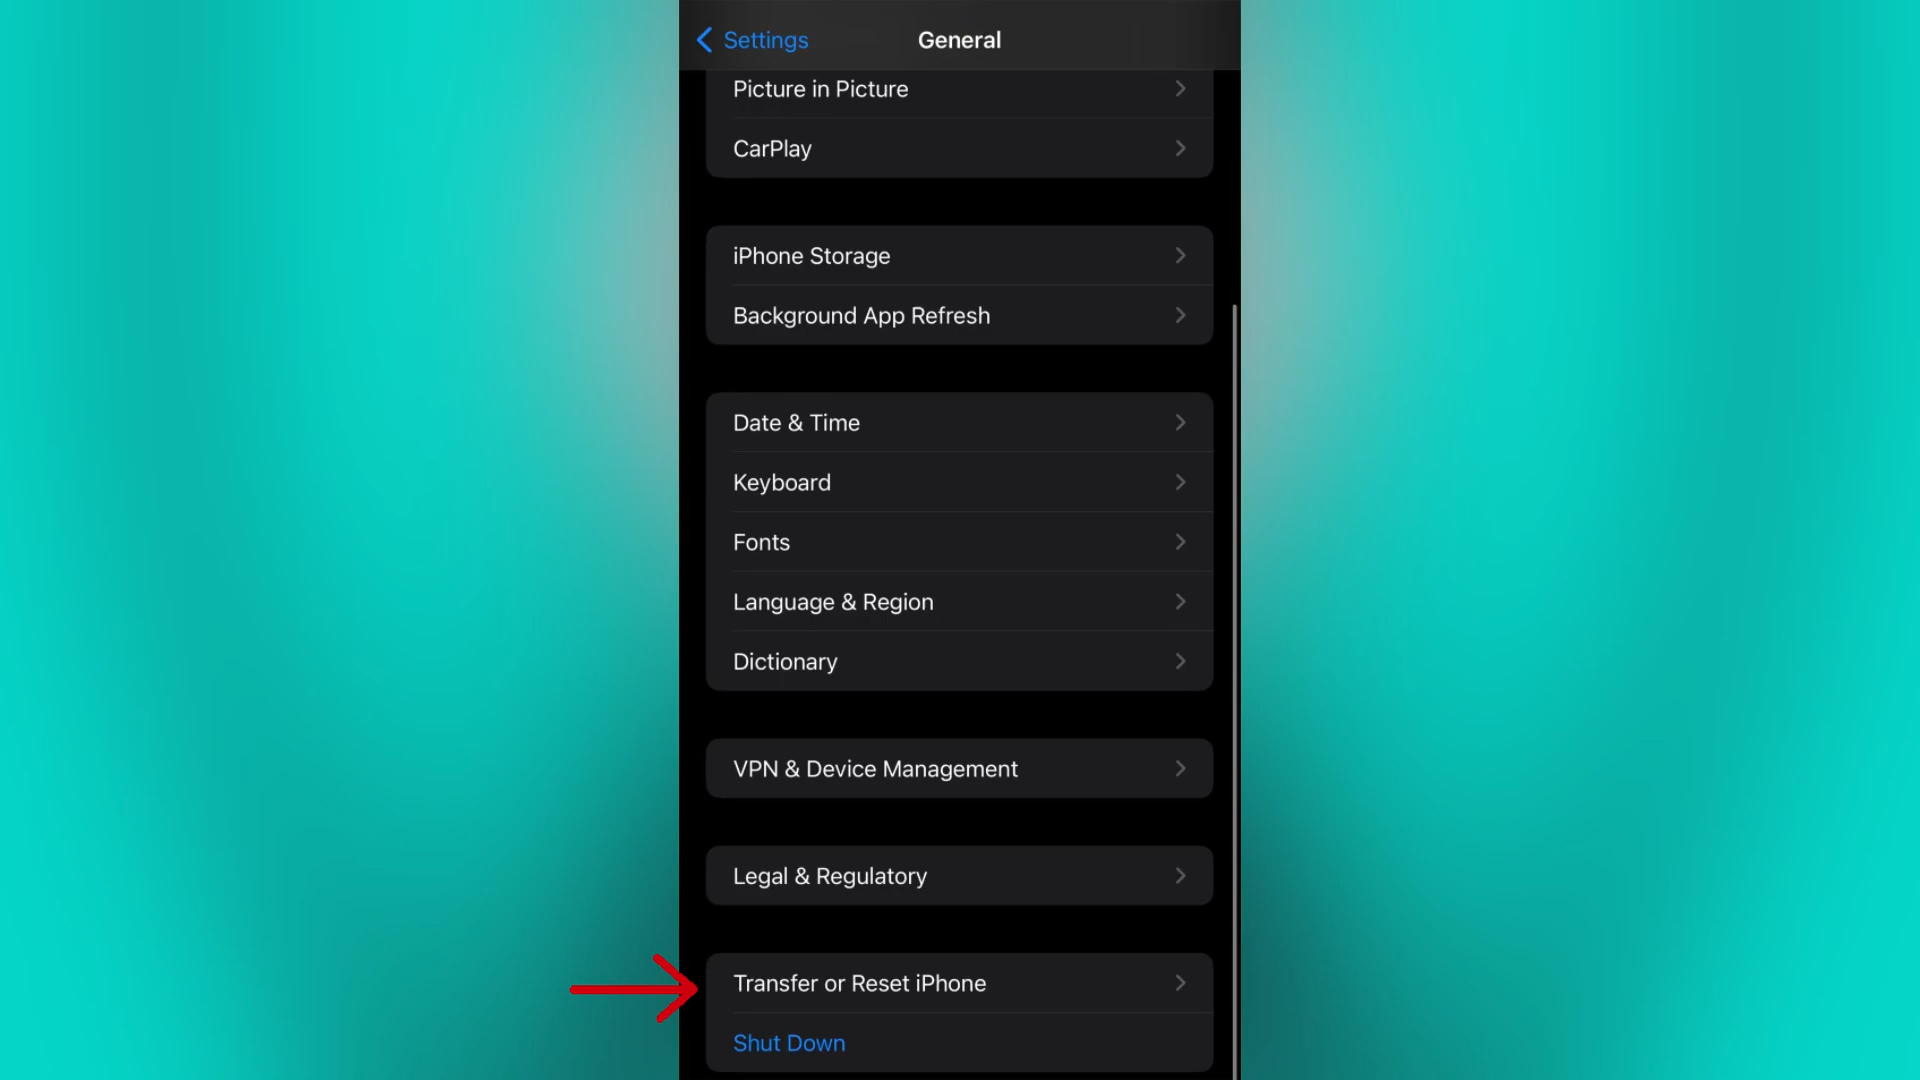 Settings
General
Picture in Picture
CarPlay
iPhone Storage
Background App Refresh
Date & Time
Keyboard
Fonts
Language & Region
Dictionary
VPN & Device Management
Legal & Regulatory
Transfer or Reset iPhone
Shut Down